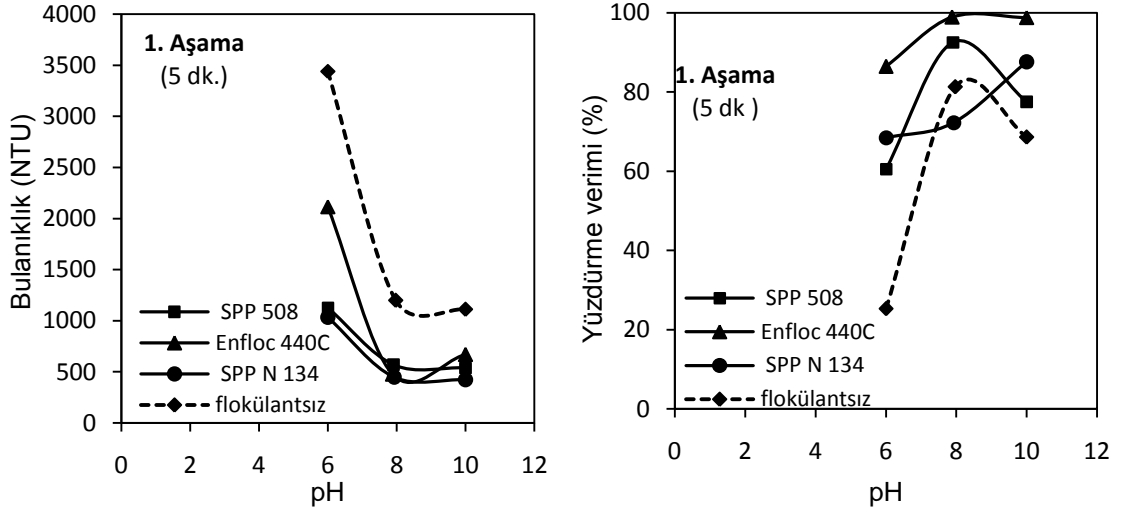 4000
3500
3000
2500
2000
1500
1000
500
0
Bulanıklık (NTU)
1. Aşama
(5 dk.)
SPP 508
Enfloc 440C
SPP N 134
flokülantsız
0 2 4 6 8 10 12
pH
100
80
60
40
20
0
Yüzdürme verimi (%)
1. Aşama
(5 dk )
SPP 508
Enfloc 440C
SPP N 134
flokülantsız
0 2 4 6 8 10 12
pH